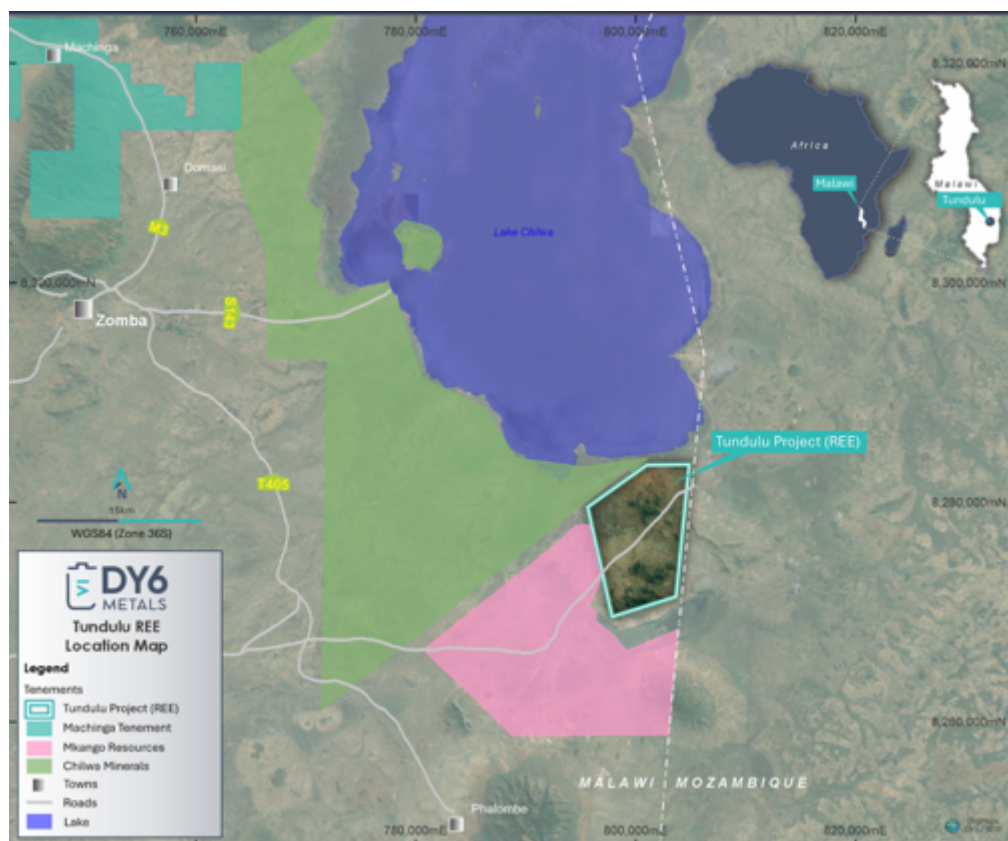 760,000mE
780,000mE
800,000mE
820,000mE
Machinga
8,320,000mN
Africa
Malawi
Malawi
Tundulu
Domasi
M3
Lake Chilwa
8,300,000mN
8,300,000mN
S143
Zomba
Tundulu Project (REE)
T405
8,280,000mN
N
15km
WGS84 (Zone 36S)
DY6
METALS
Tundulu REE
Location Map
Legend
Tenements
Tundulu Project (REE)
Machinga Tenement
Mkango Resources
Chilwa Minerals
Towns
Roads
Lake
8,260,000mN
MALAWI
MOZAMBIQUE
Phalombe
780,000mE
800,000mE
820,000mE